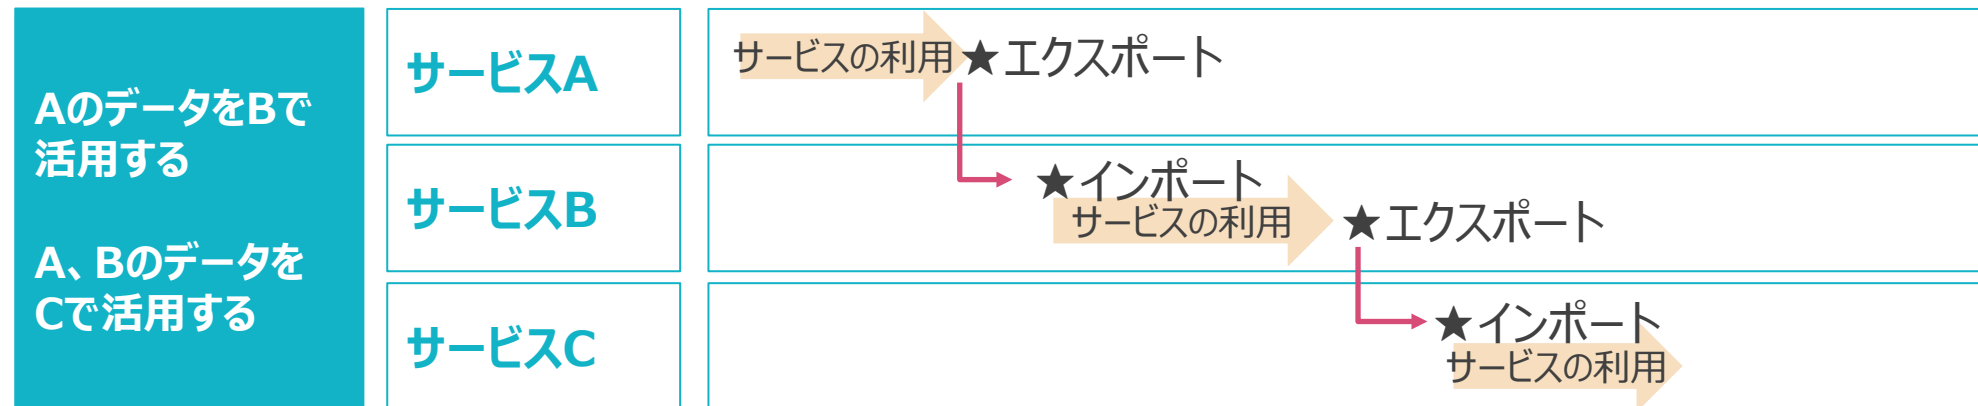 AのデータをBで
活用する
A、Bのデータを
Cで活用する
サービスA
サービスの利用★エクスポート
サービスB
★インポート
サービスの利用
★エクスポート
サービスC
★インポート
サービスの利用